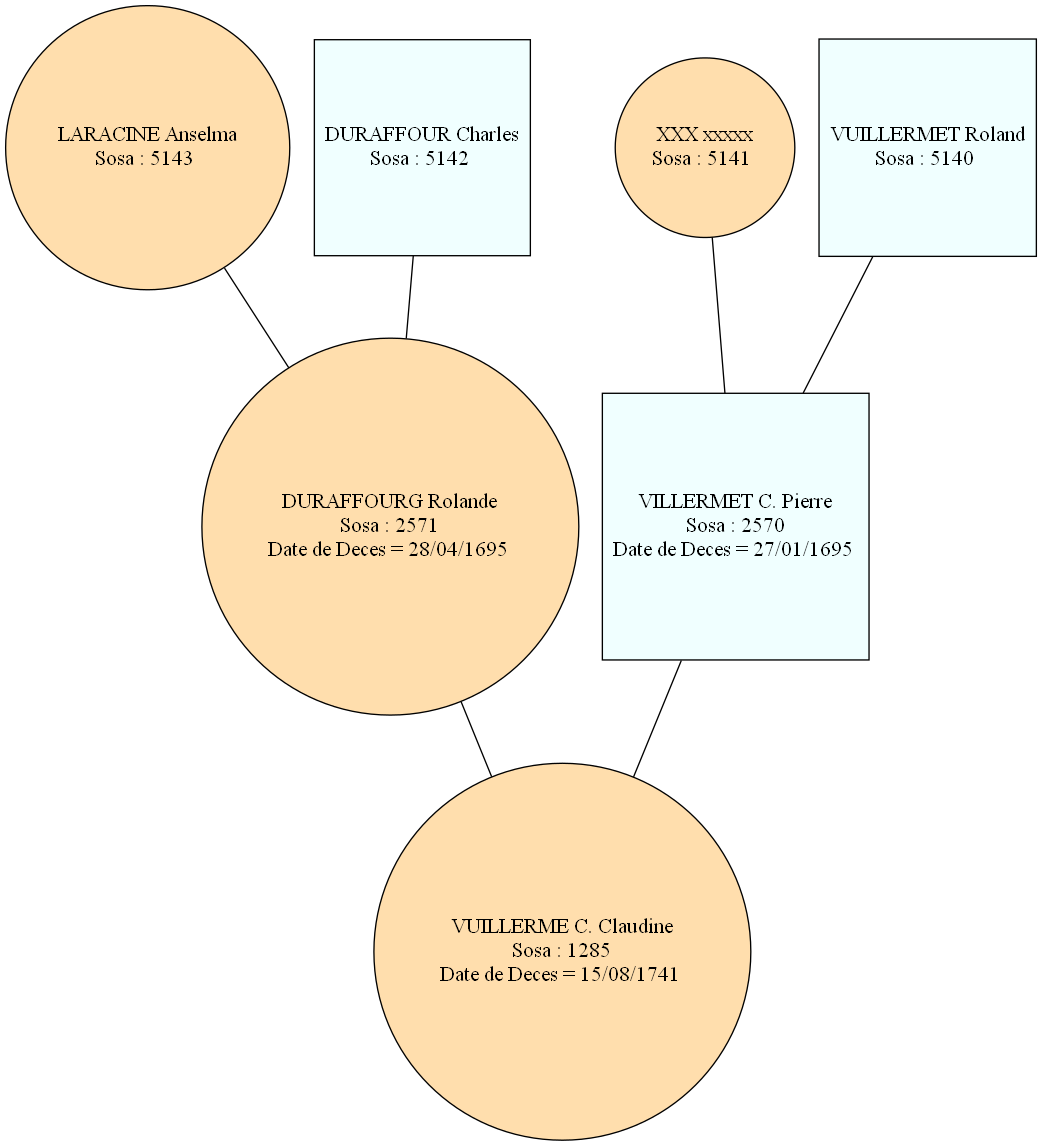 LARACINE Anselma
Sosa : 5143
DURAFFOUR Charles
Sosa : 5142
XXX xxxxx
Sosa : 5141
VUILLERMET Roland
Sosa : 5140
DURAFFOURG Rolande
Sosa : 2571
Date de Deces = 28/04/1695
VILLERMET C. Pierre
Sosa : 2570
Date de Deces = 27/01/1695
VUILLERME C. Claudine
Sosa : 1285
Date de Deces = 15/08/1741